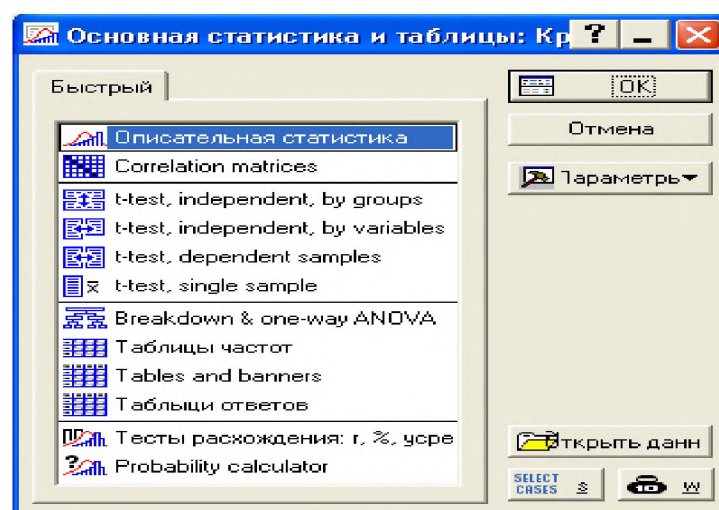 Основная статистика и таблицы: Кр
Быстрый
Описательная статистика
Correlation matrices
t-test, independent, by groups
t-test, independent, by variables
t-test, dependent samples
t-test, single sample
Breakdown & one-way ANOVA
Таблицы частот
Tables and banners
Таблыци ответов
Тесты расхождения: r, %, усре
Probability calculator
OK
Отмена
Параметры
Открыть данн
SELECT CASES S
W